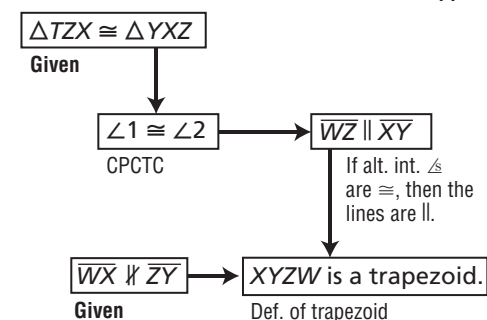 △TZX ≅ △YXZ
Given
∠1 ≅ ∠2
CPCTC
WZ ∥ XY
If alt. int. ∠s
are ≅, then the
lines are ∥.
WX ∦ ZY
Given
XYZW is a trapezoid.
Def. of trapezoid